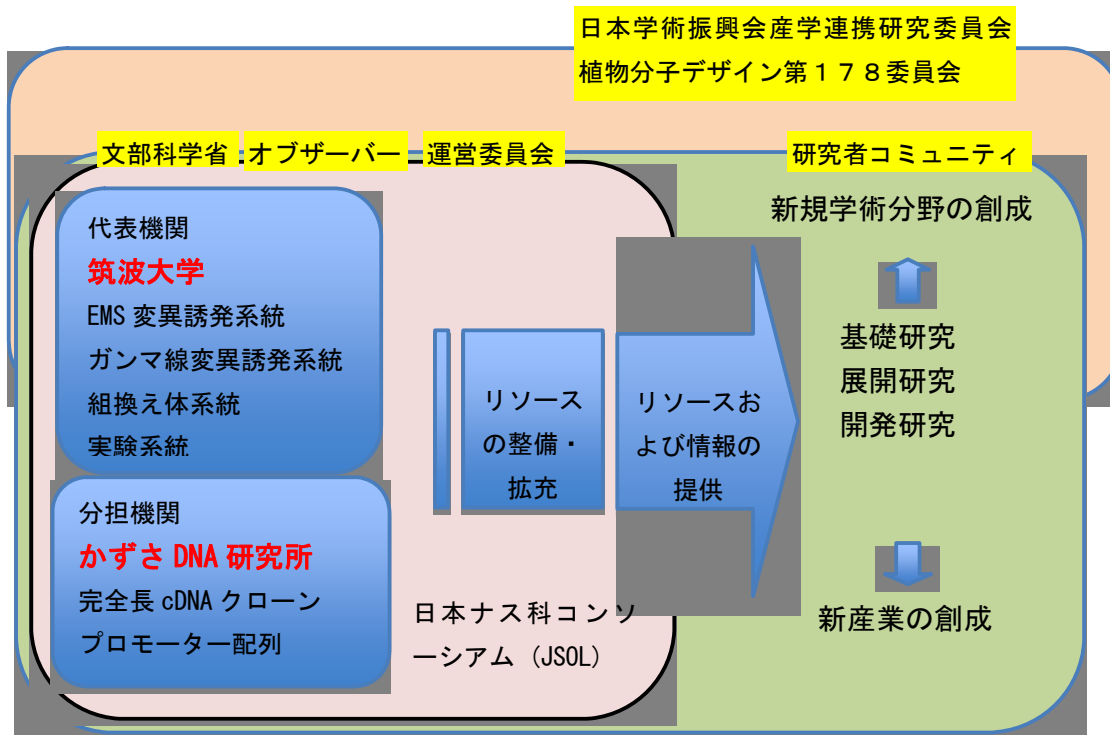 日本学術振興会産学連携研究委員会
植物分子デザイン第１７８委員会
文部科学省 オブザーバー 運営委員会
研究者コミュニティ
代表機関
筑波大学
EMS 変異誘発系統
ガンマ線変異誘発系統
組換え体系統
実験系統
分担機関
かずさ DNA 研究所
完全長 cDNA クローン
プロモーター配列
リソース
の整備・
拡充
リソースお
よび情報の
提供
日本ナス科コンソ
ーシアム（JSOL）
新規学術分野の創成
基礎研究
展開研究
開発研究
新産業の創成